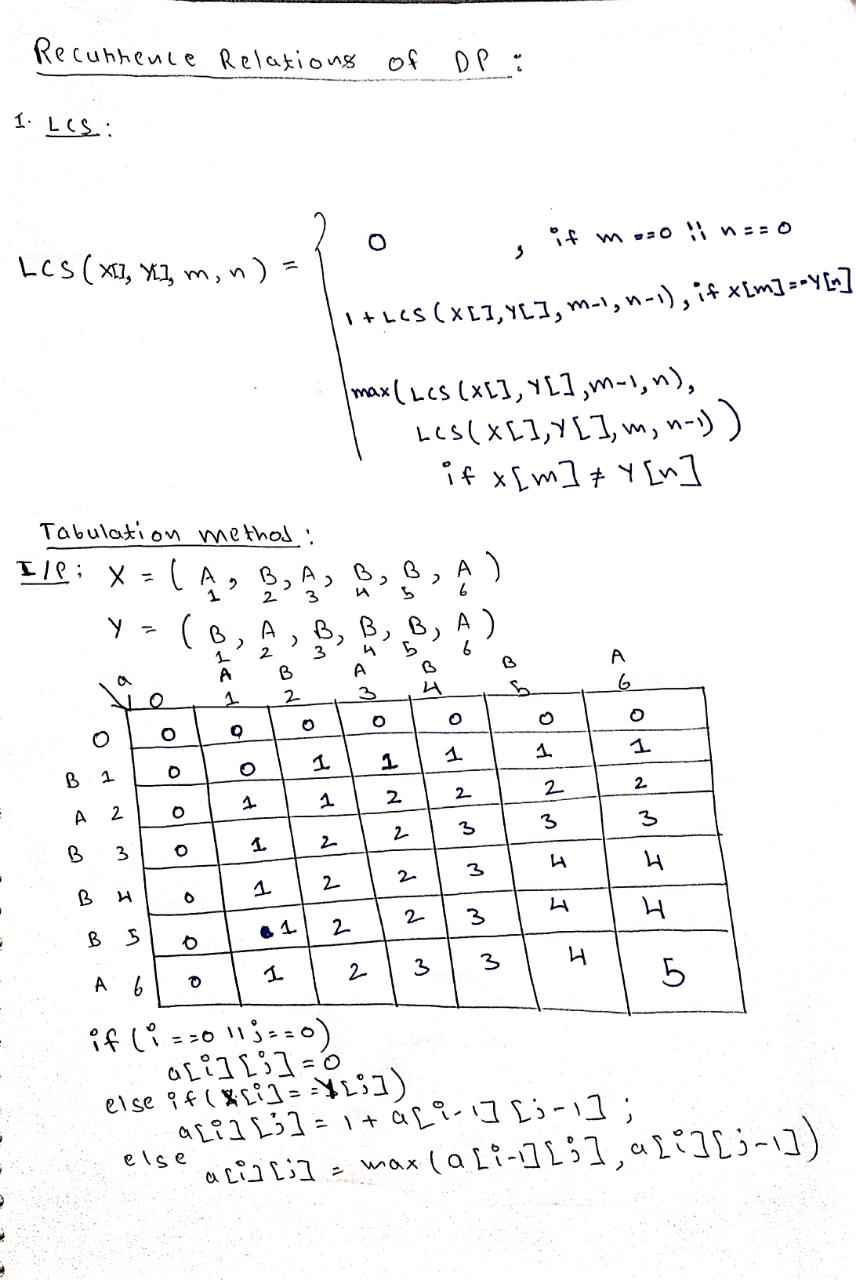 Recurrence Relations of DP :
1. LCS :
LCS (X[], Y[], m, n) =
0 , if m ==0 || n==0
1 + LCS (X[], Y[], m-1, n-1), if X[m]==Y[n]
max( LCS (X[], Y[], m-1, n),
LCS( X[], Y[], m, n-1) )
if X[m] ≠ Y[n]
Tabulation method :
I/P: X = ( A, B, A, B, B, A )
1 2 3 4 5 6
Y = ( B, A, B, B, B, A )
1 2 3 4 5 6
A B A B B A
a 0 1 2 3 4 5 6
0 0 0 0 0 0 0 0
B 1 0 0 1 1 1 1 1
A 2 0 1 1 2 2 2 2
B 3 0 1 2 2 3 3 3
B 4 0 1 2 2 3 4 4
B 5 0 1 2 2 3 4 4
A 6 0 1 2 3 3 4 5
if (i ==0 || j==0)
a[i][j]=0
else if (X[i]==Y[j])
a[i][j] = 1 + a[i-1][j-1] ;
else
a[i][j] = max (a[i-1][j], a[i][j-1])